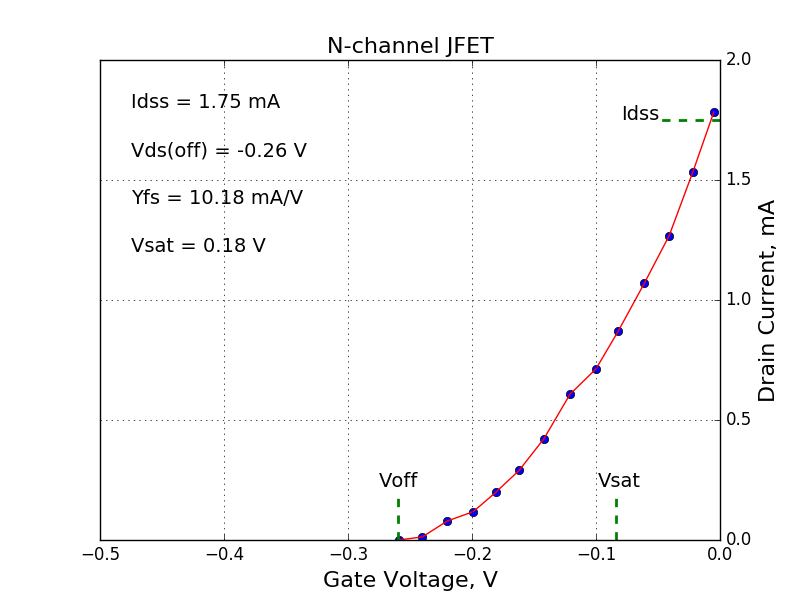 N-channel JFET
Idss = 1.75 mA
Vds(off) = -0.26 V
Yfs = 10.18 mA/V
Vsat = 0.18 V
Idss
Voff
Vsat
2.0
1.5
1.0
0.5
0.0
Drain Current, mA
−0.5 −0.4 −0.3 −0.2 −0.1 0.0
Gate Voltage, V